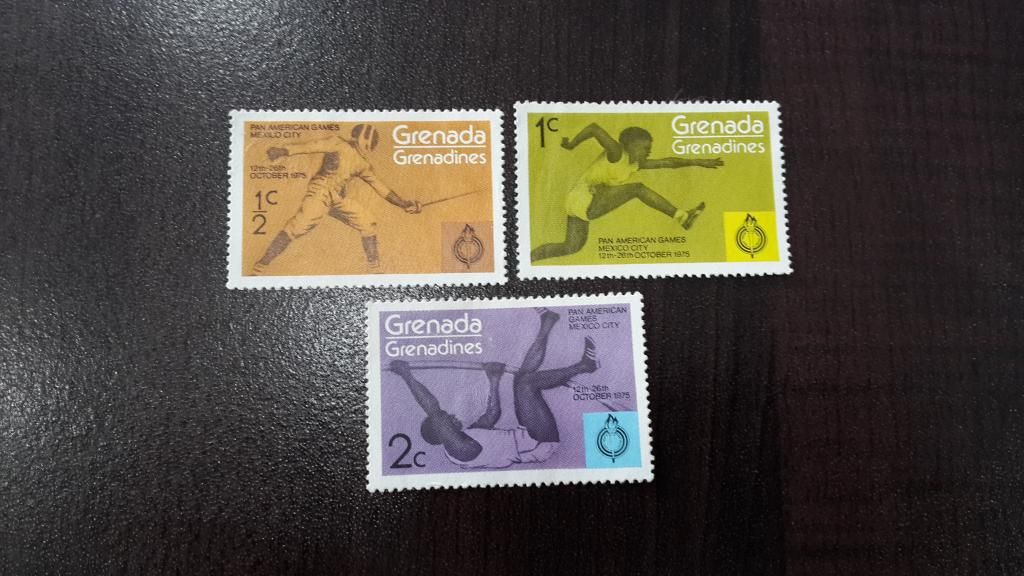 PAN AMERICAN GAMES
MEXICO CITY
Grenada
Grenadines
12th-26th
OCTOBER 1975
1/2 c
1c
Grenada
Grenadines
PAN AMERICAN GAMES
MEXICO CITY
12th-26th OCTOBER 1975
Grenada
Grenadines
PAN AMERICAN
GAMES
MEXICO CITY
12th-26th
OCTOBER 1975
2c